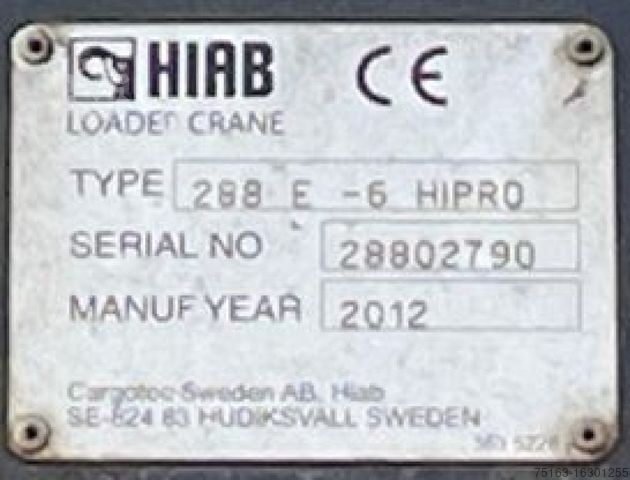 HIAB CE
LOADER CRANE
TYPE 288 E -6 HIPRO
SERIAL NO 28802790
MANUF YEAR 2012
Cargotec Sweden AB, Hiab
SE-824 83 HUDIKSVALL SWEDEN
75163-16301255